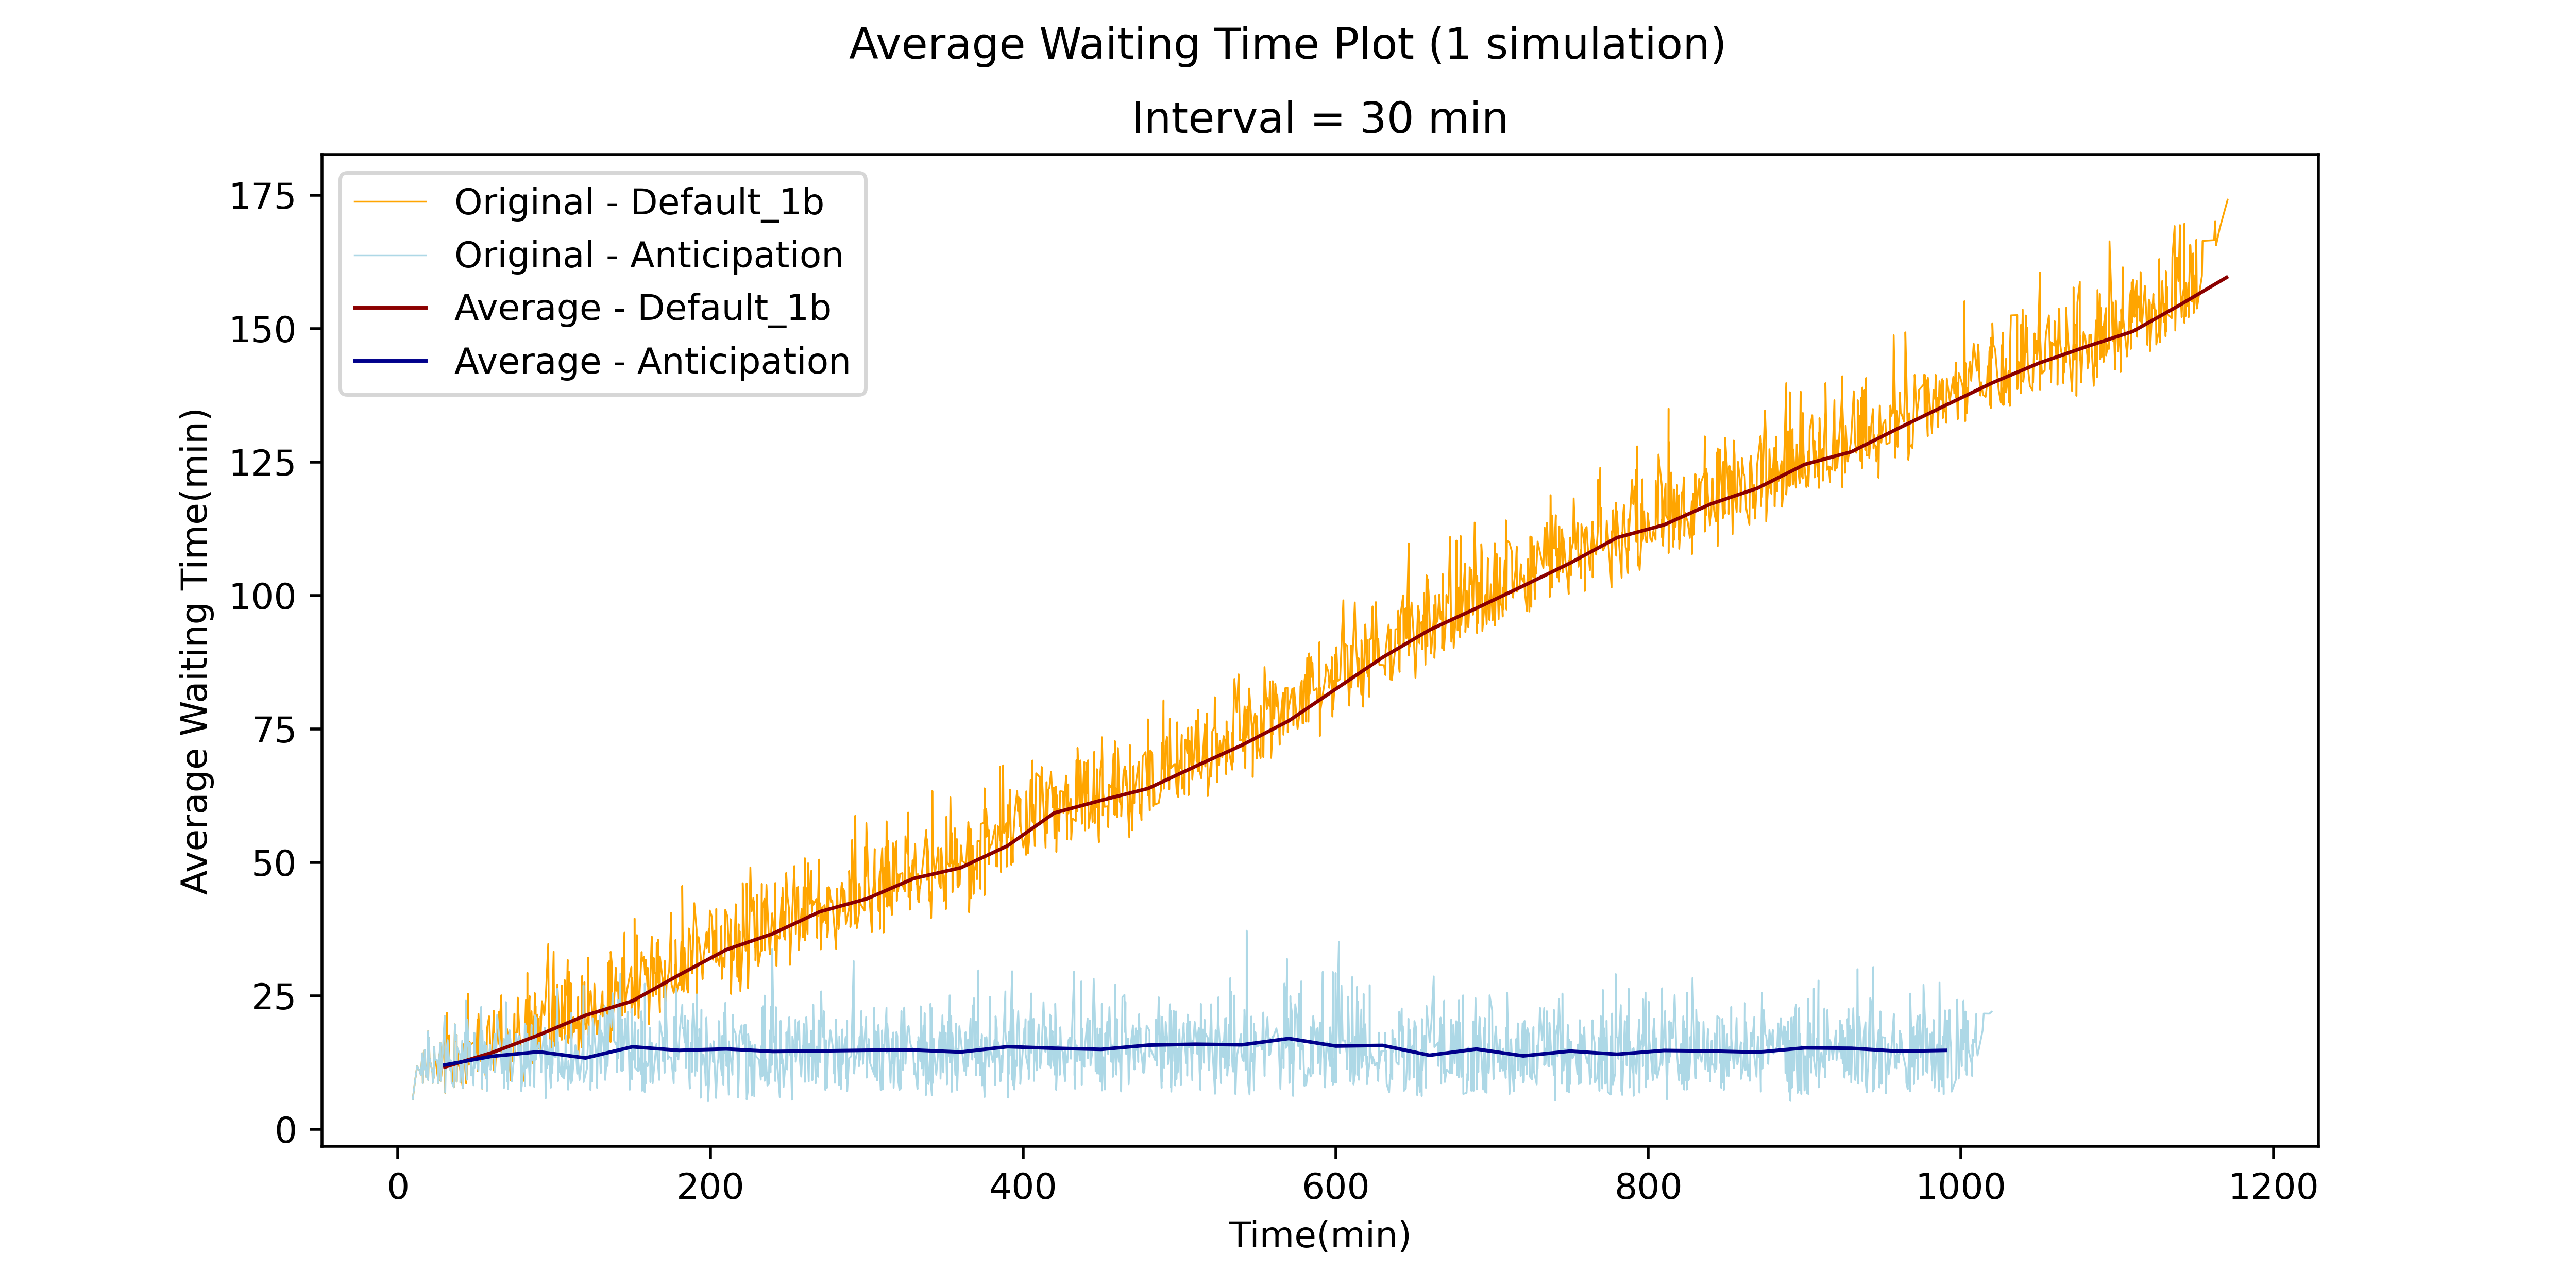 Average Waiting Time Plot (1 simulation)
Interval = 30 min
Original - Default_1b
Original - Anticipation
Average - Default_1b
Average - Anticipation
Average Waiting Time(min)
175
150
125
100
75
50
25
0
0 200 400 600 800 1000 1200
Time(min)